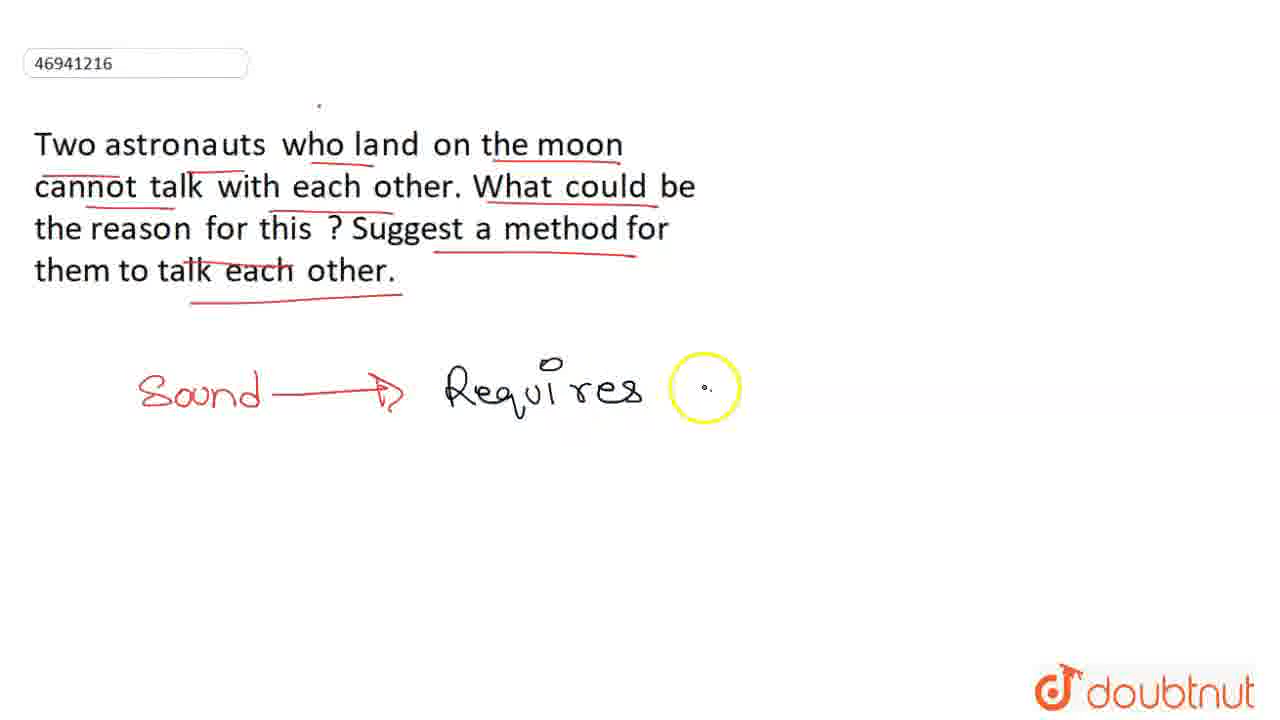 46941216
Two astronauts who land on the moon
cannot talk with each other. What could be
the reason for this ? Suggest a method for
them to talk each other.
Sound → Requires
doubtnut